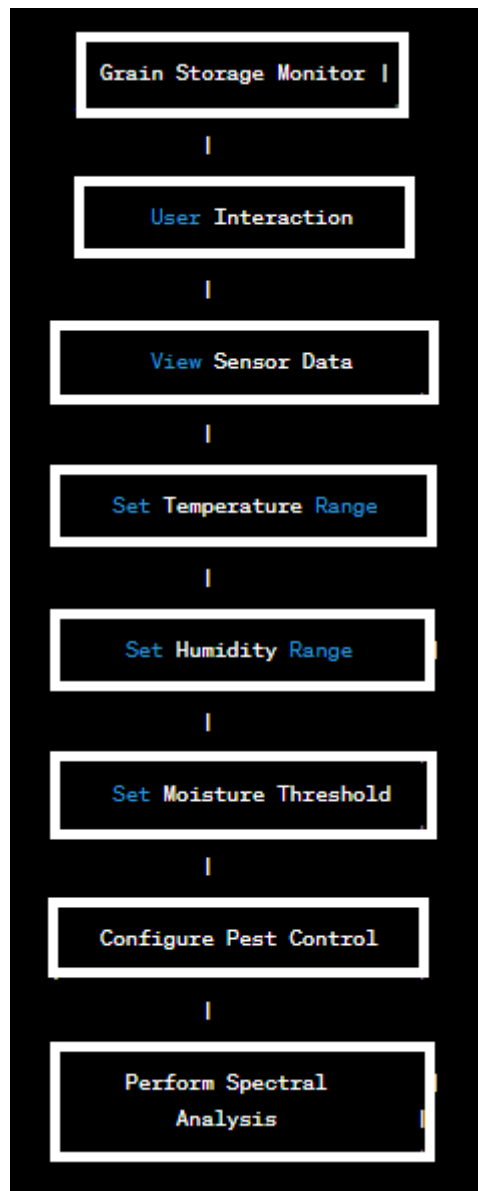 Grain Storage Monitor |
|
User Interaction
|
View Sensor Data
|
Set Temperature Range
|
Set Humidity Range |
|
Set Moisture Threshold
|
Configure Pest Control
|
Perform Spectral |
Analysis |